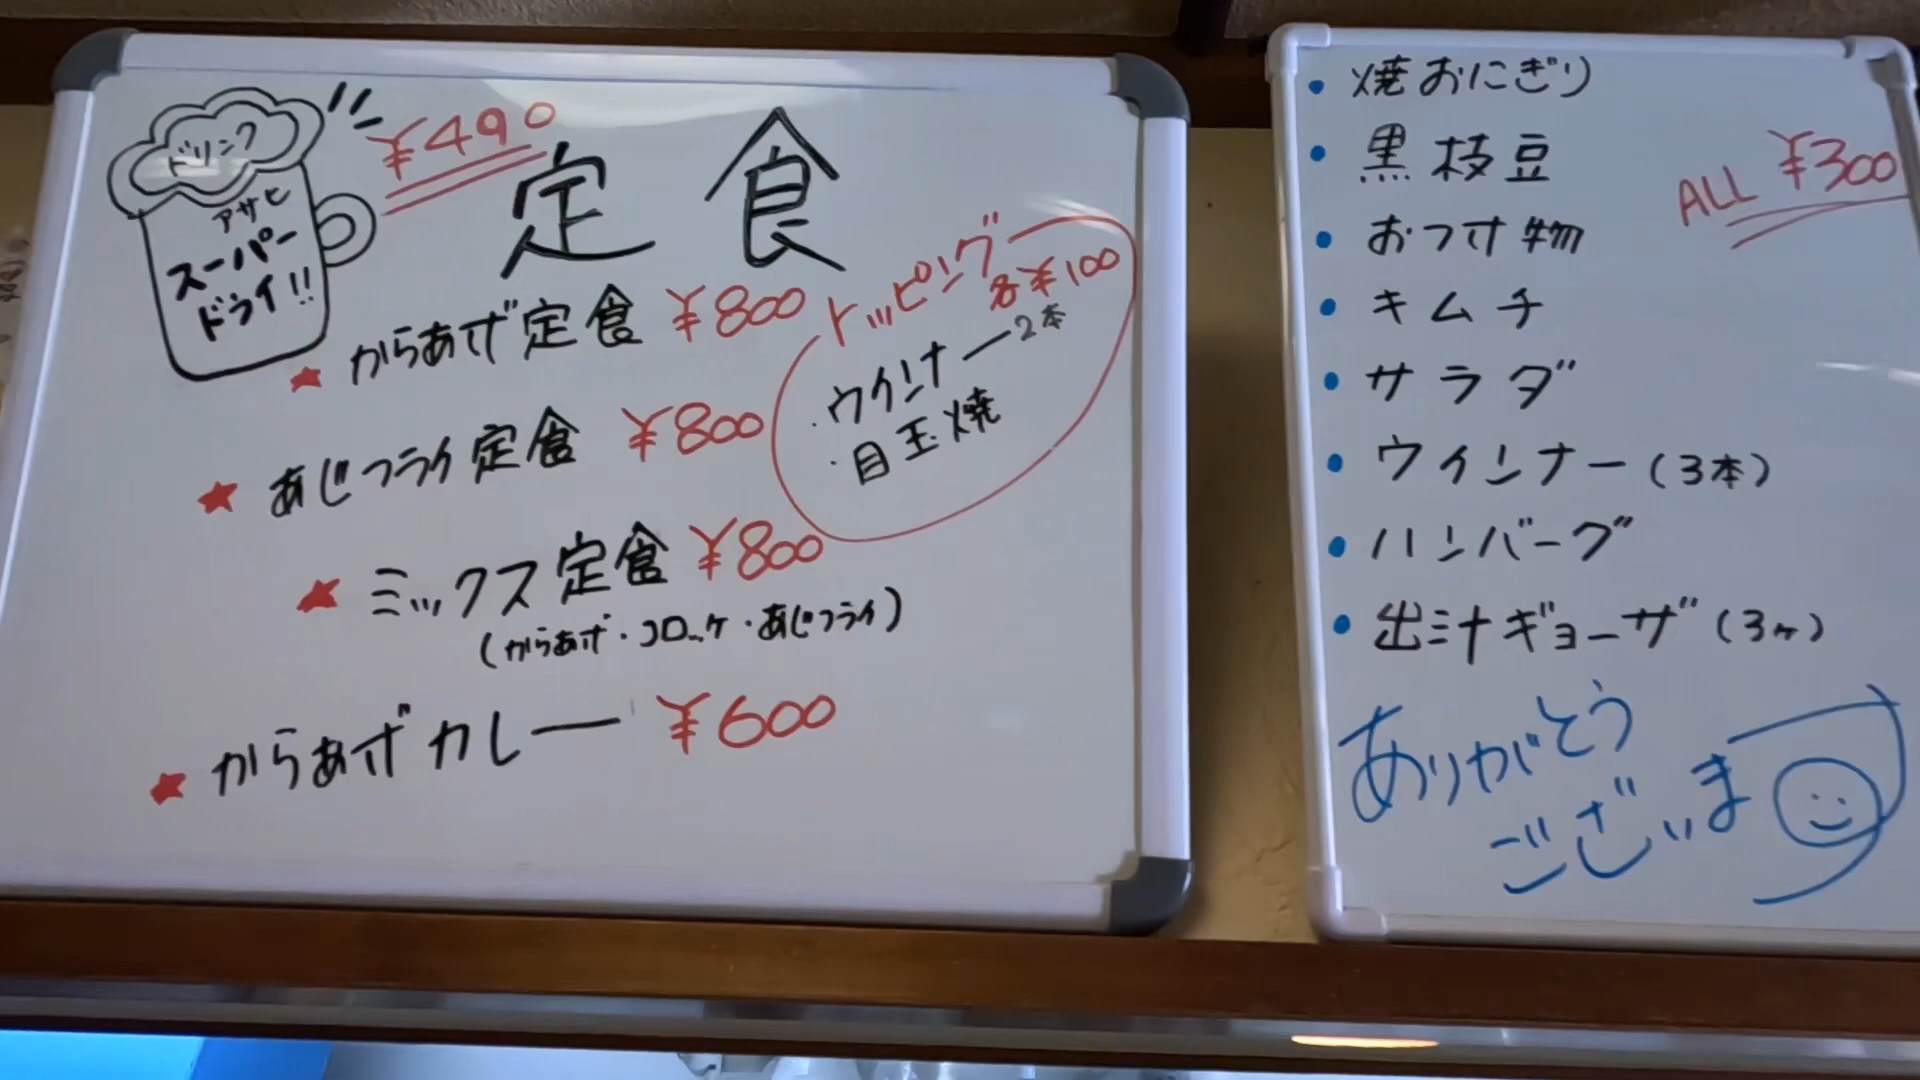 ドリンク
アサヒ
スーパー
ドライ!!
¥490
定食
★ からあげ定食 ¥800
★ あじフライ定食 ¥800
★ ミックス定食 ¥800
(からあげ・コロッケ・あじフライ)
★ からあげカレー ¥600
トッピング
各¥100
・ウインナー2本
・目玉焼
• 焼おにぎり
• 黒枝豆
• おつけ物
• キムチ
• サラダ
• ウインナー(3本)
• ハンバーグ
• 出汁ギョーザ(3ヶ)
ALL ¥300
ありがとう
ございます